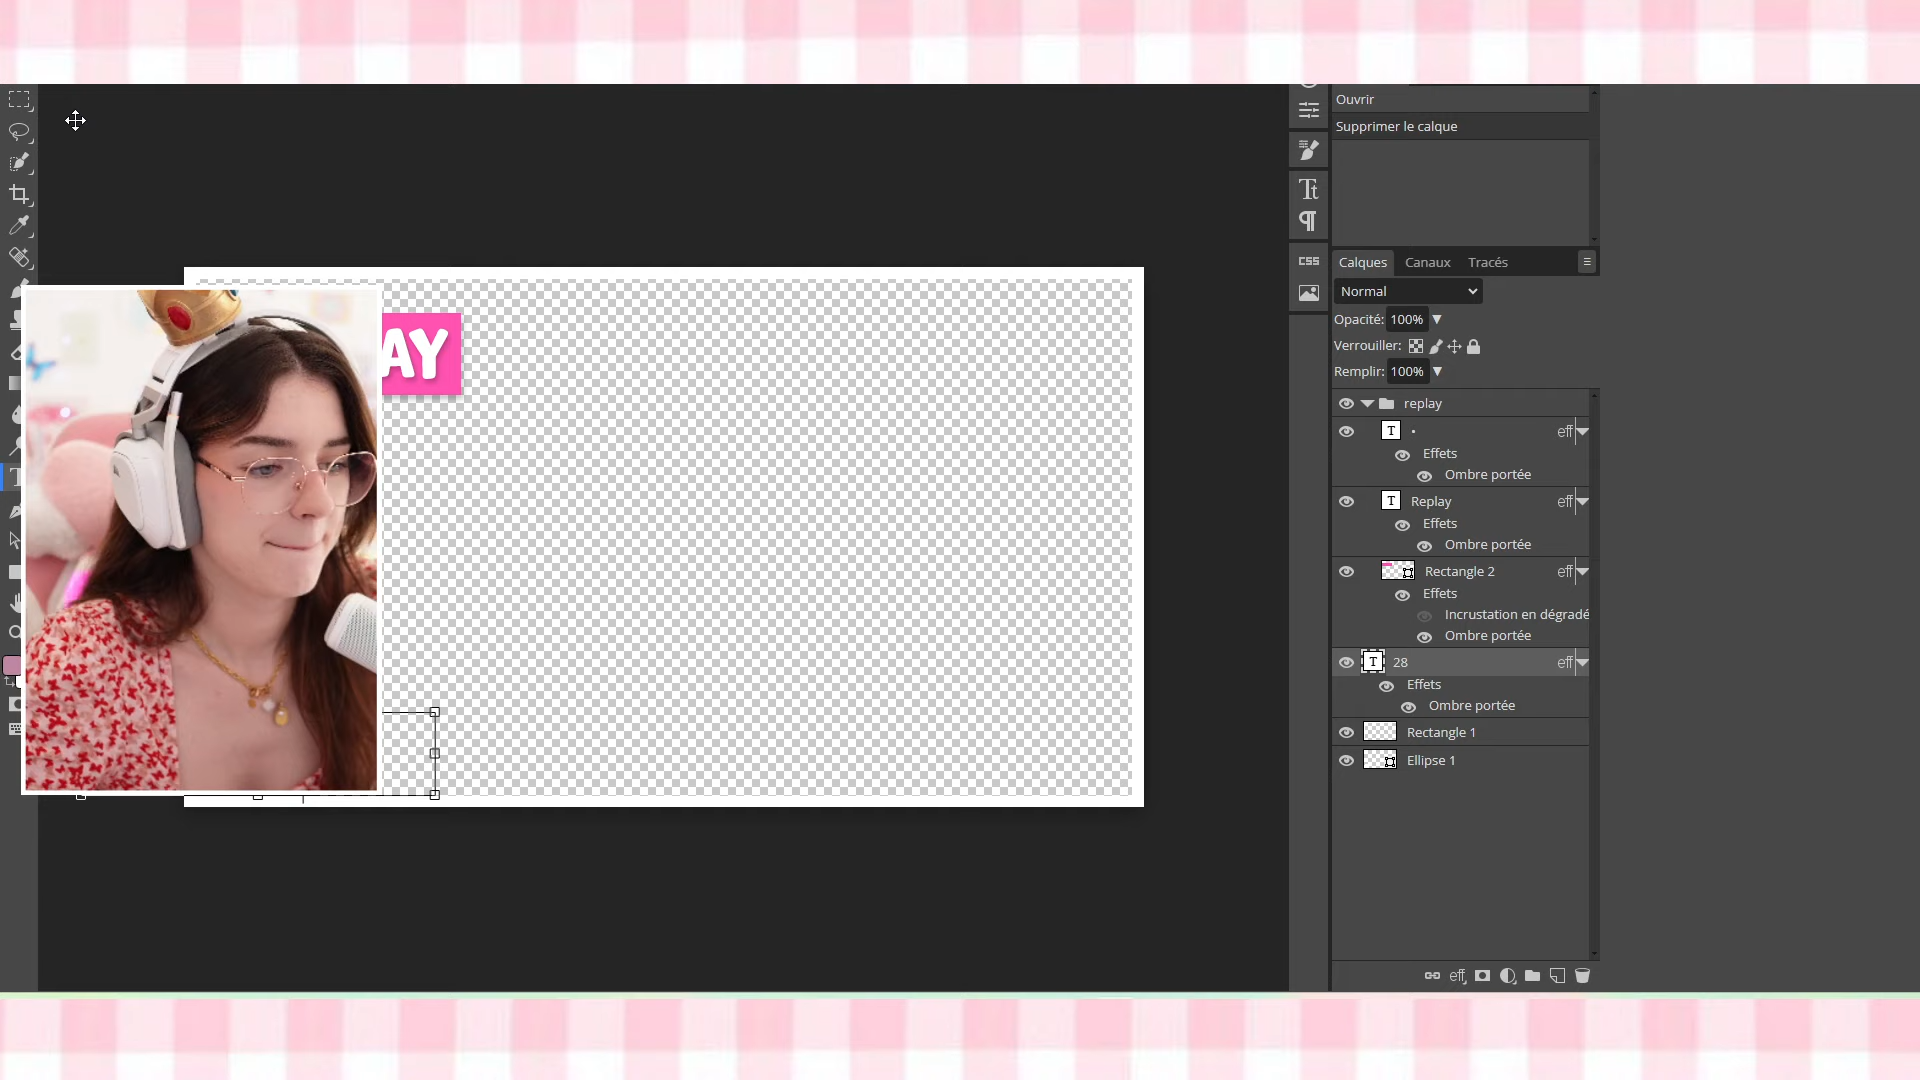 Ouvrir
Supprimer le calque
Tt
css
Calques Canaux Tracés
Normal
Opacité: 100%
Verrouiller:
Remplir: 100%
replay
T • eff
Effets
Ombre portée
T Replay eff
Effets
Ombre portée
Rectangle 2 eff
Effets
Incrustation en dégradé
Ombre portée
T 28 eff
Effets
Ombre portée
Rectangle 1
Ellipse 1
eff
AY